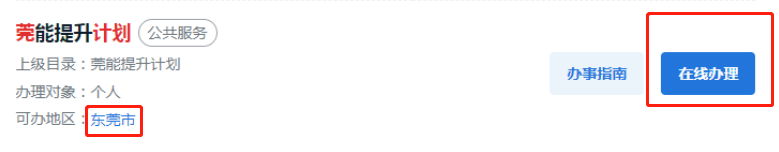 莞能提升计划 公共服务
上级目录：莞能提升计划
办理对象：个人
可办地区：东莞市
办事指南 在线办理